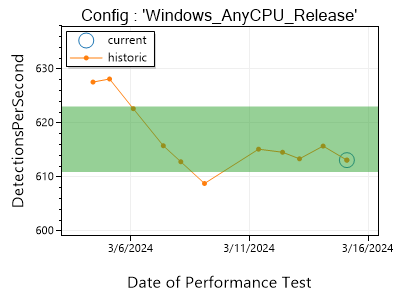 Config : 'Windows_AnyCPU_Release'
current
historic
DetectionsPerSecond
630
620
610
600
3/6/2024
3/11/2024
3/16/2024
Date of Performance Test